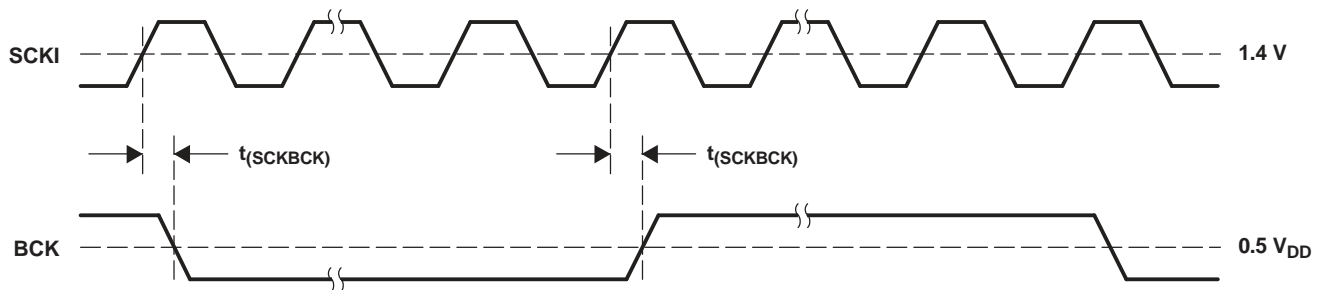 SCKI
1.4 V
t(SCKBCK)
t(SCKBCK)
BCK
0.5 VDD